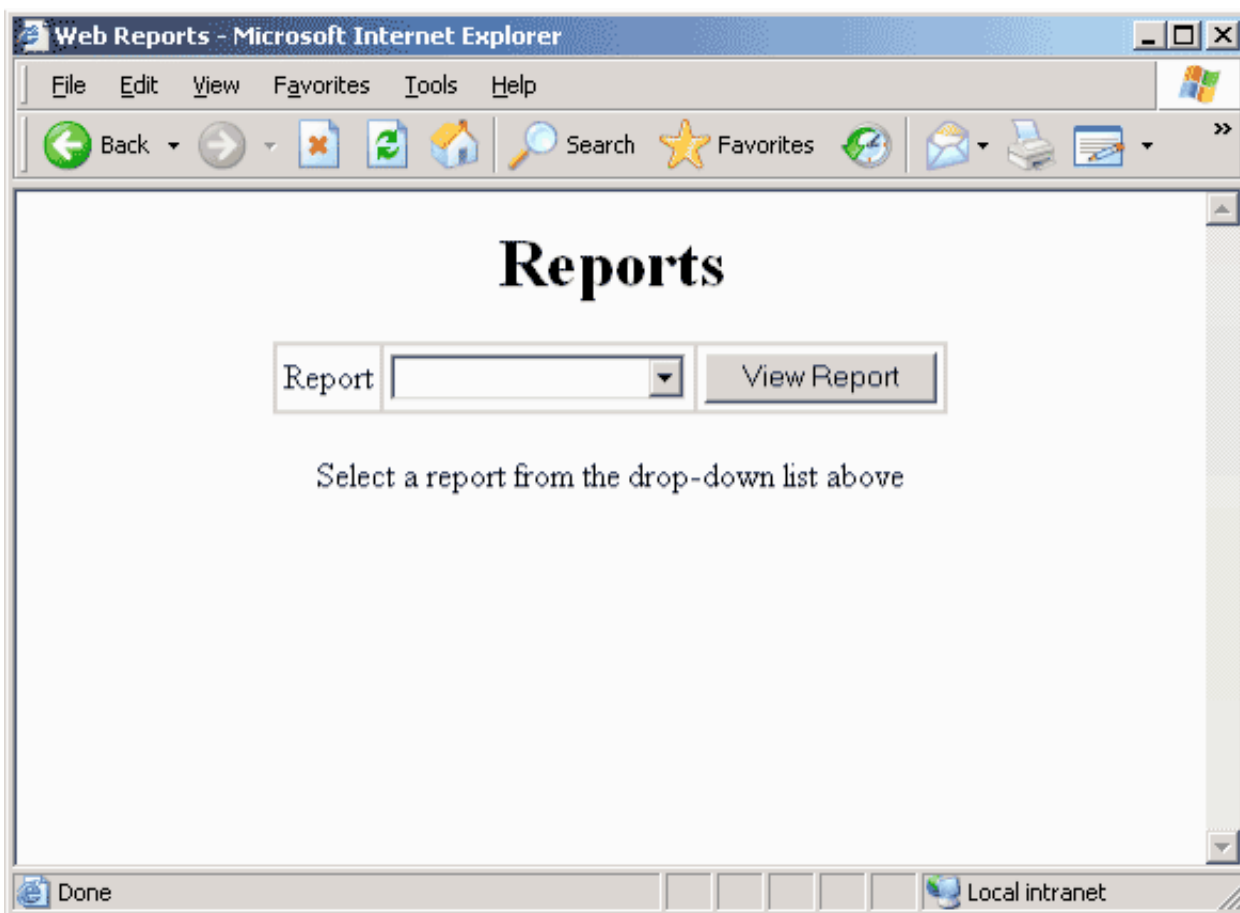 Web Reports - Microsoft Internet Explorer
File Edit View Favorites Tools Help
Back Search Favorites »
Reports
Report View Report
Select a report from the drop-down list above
Done Local intranet